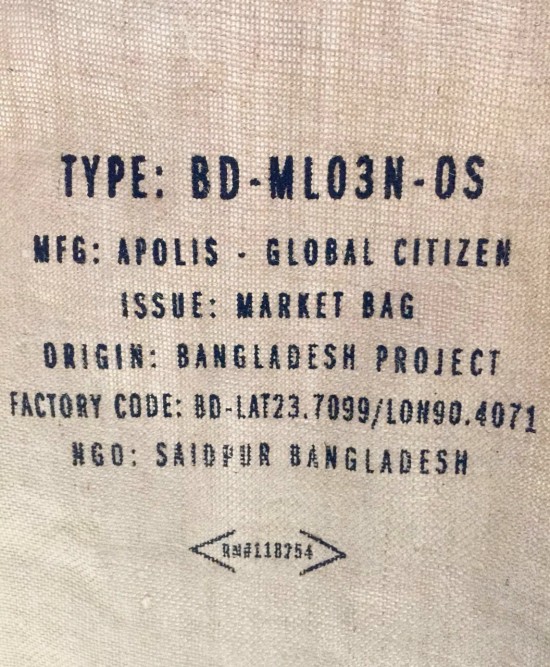 TYPE: BD-ML03N-OS
MFG: APOLIS - GLOBAL CITIZEN
ISSUE: MARKET BAG
ORIGIN: BANGLADESH PROJECT
FACTORY CODE: BD-LAT23.7099/LON90.4071
NGO: SAIDPUR BANGLADESH
RN#118754